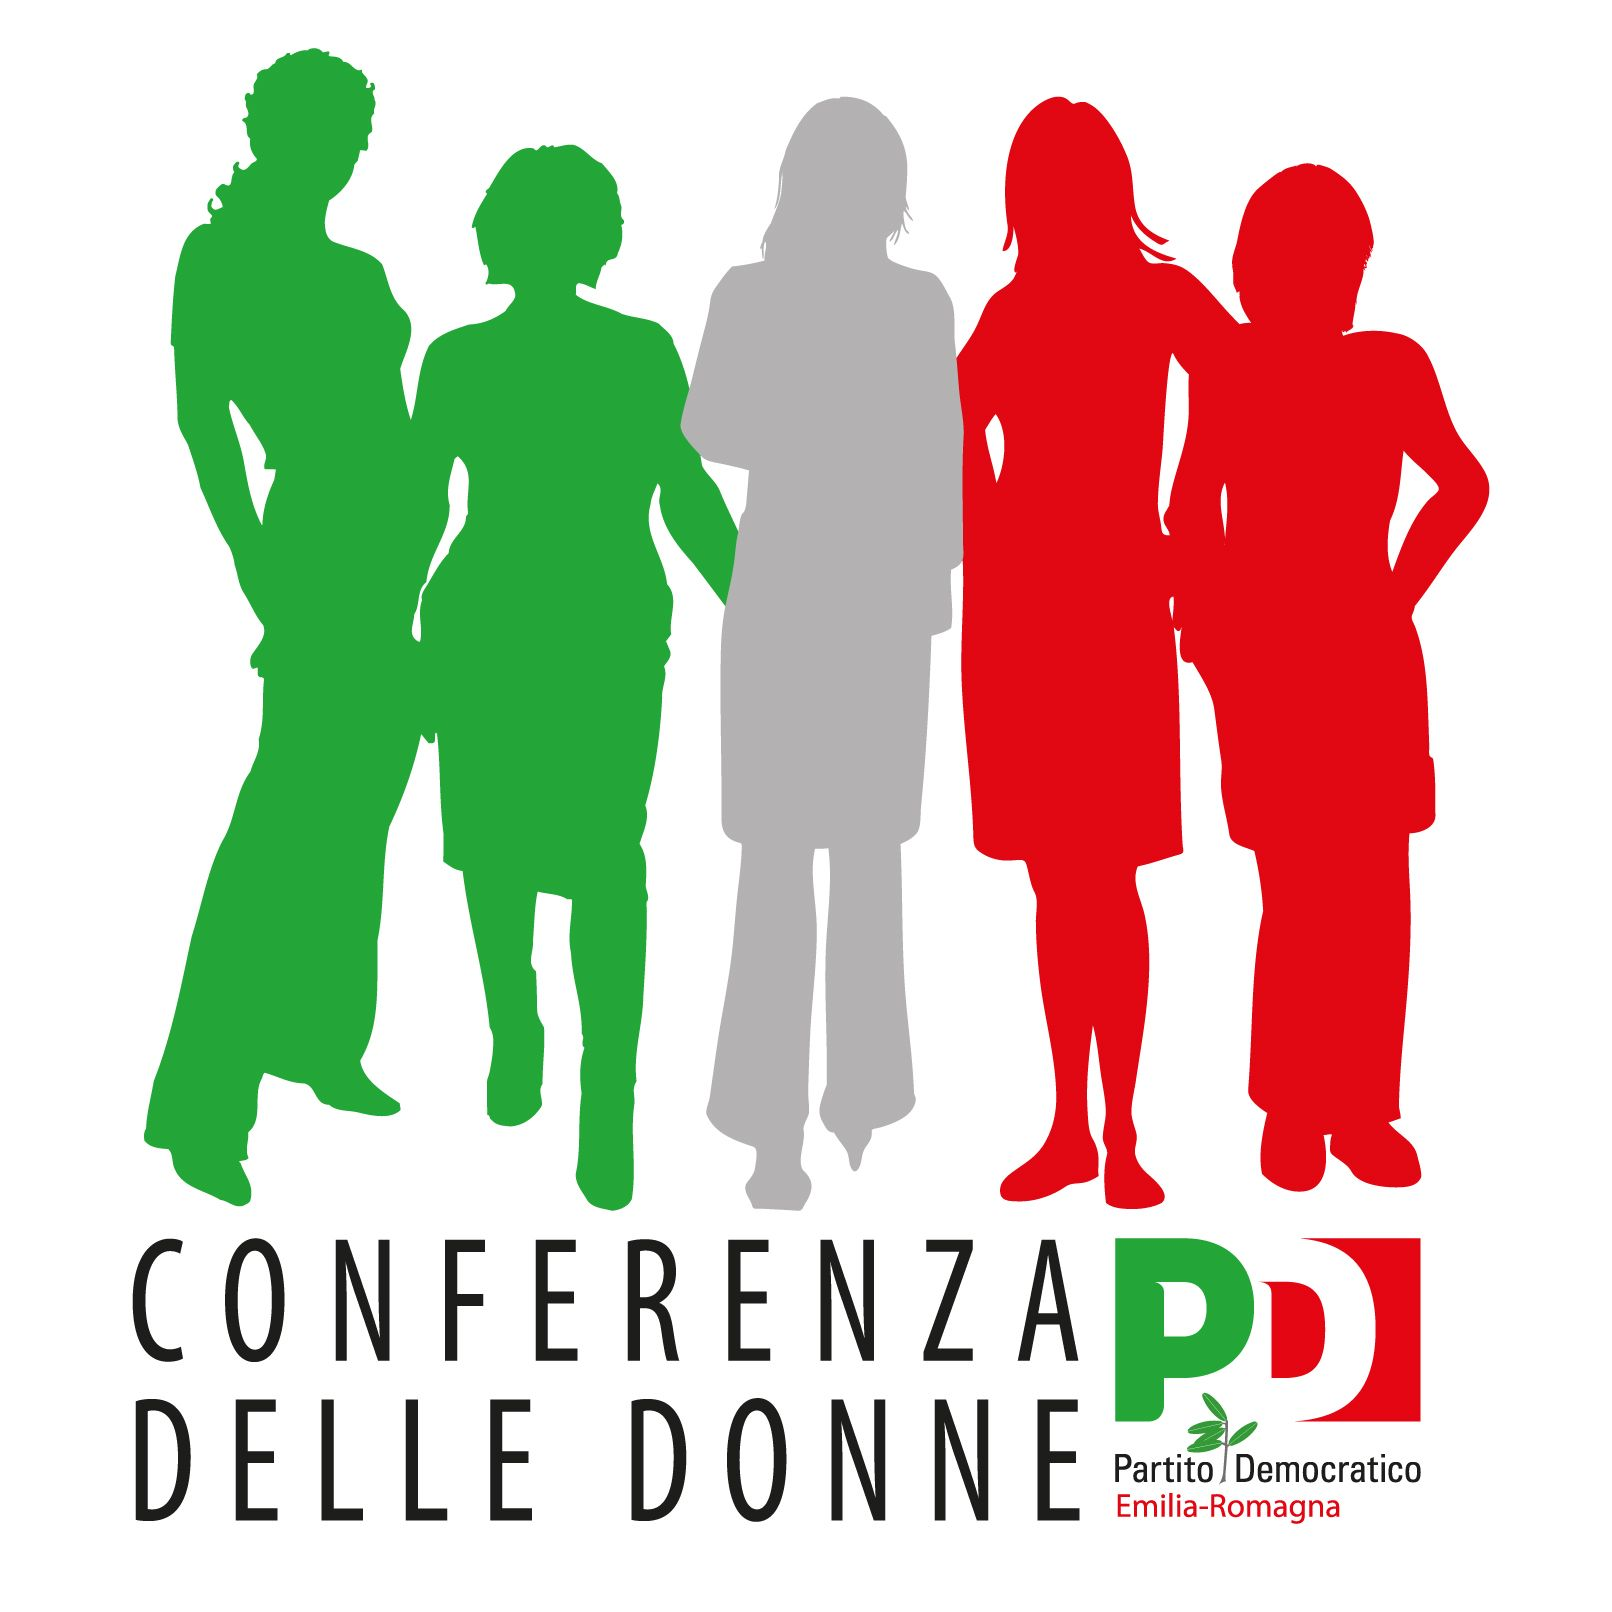 CONFERENZA
DELLE DONNE
PD
Partito Democratico
Emilia-Romagna